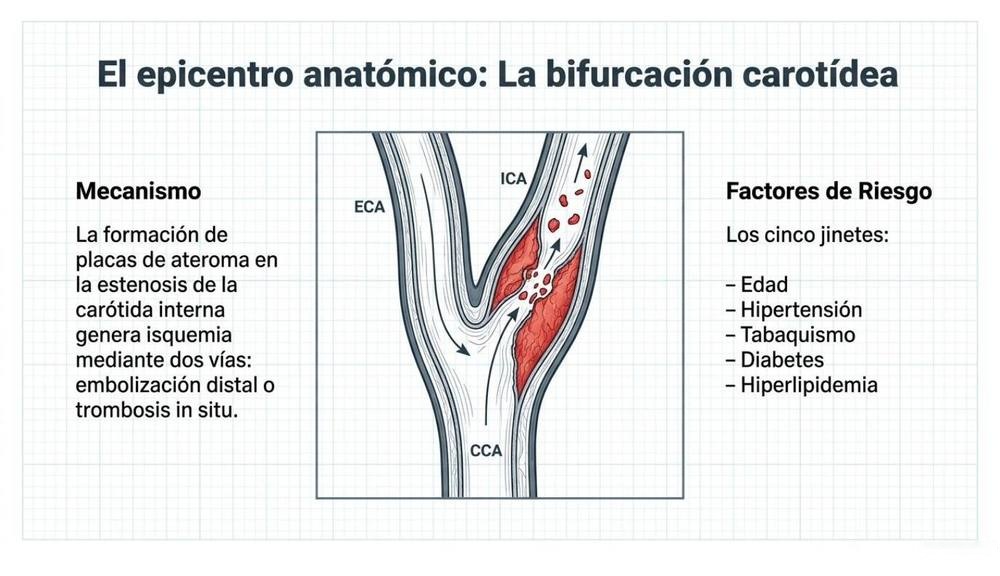 El epicentro anatómico: La bifurcación carotídea
Mecanismo
La formación de
placas de ateroma en
la estenosis de la
carótida interna
genera isquemia
mediante dos vías:
embolización distal o
trombosis in situ.
ECA
ICA
CCA
Factores de Riesgo
Los cinco jinetes:
– Edad
– Hipertensión
– Tabaquismo
– Diabetes
– Hiperlipidemia